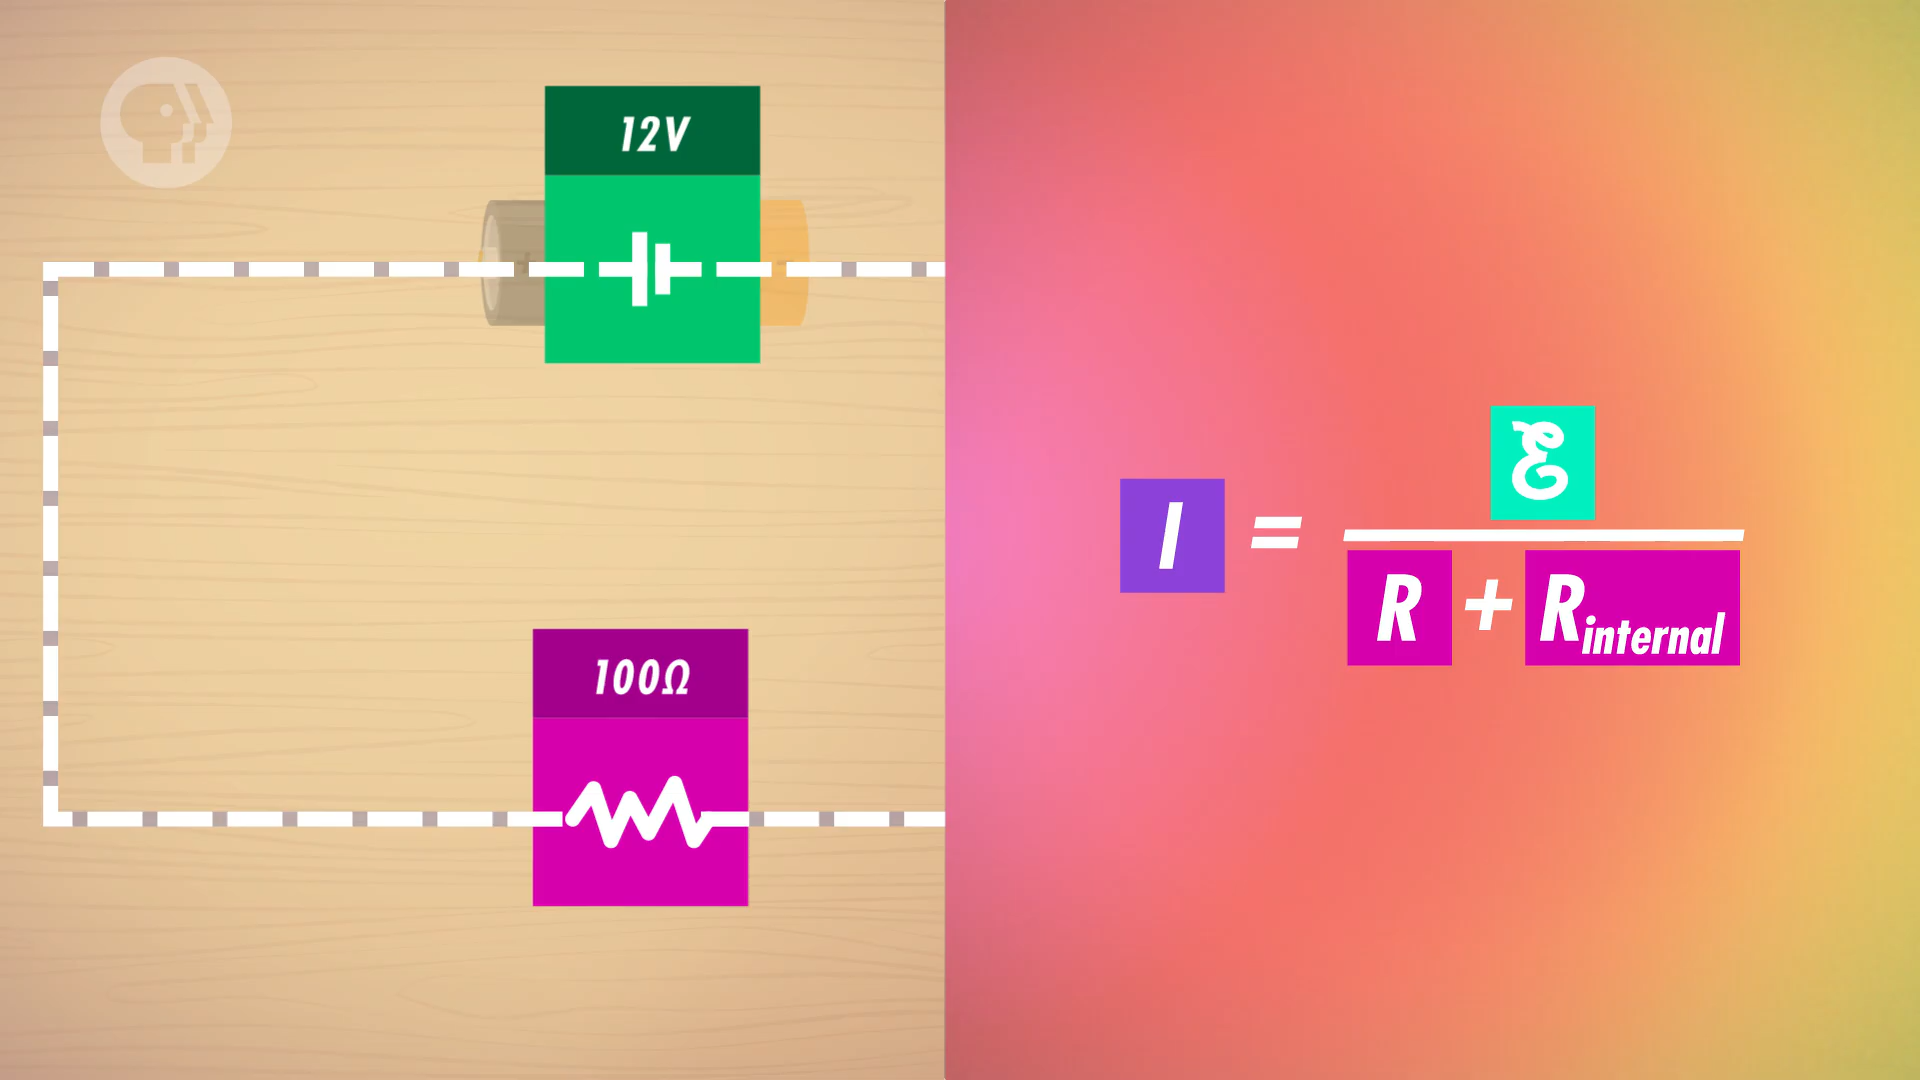 12V
100Ω
I = ℰ / R + Rinternal